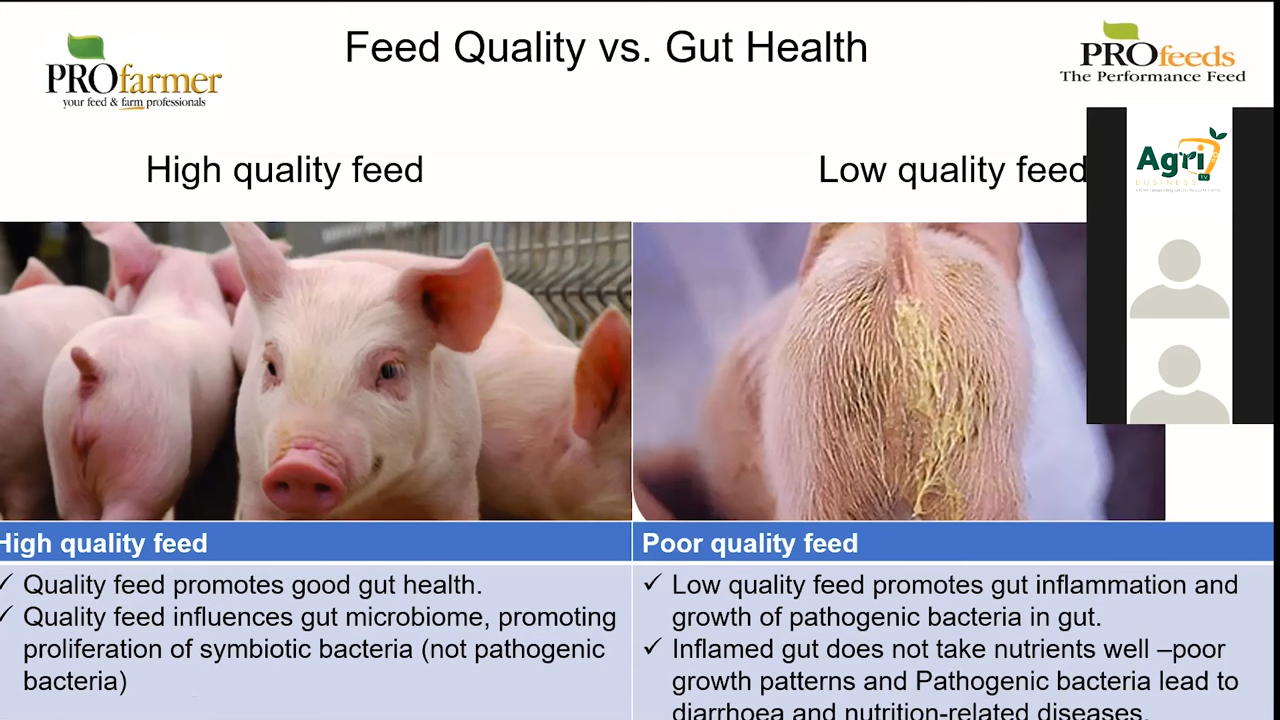 Feed Quality vs. Gut Health
PROfarmer
your feed & farm professionals
PROfeeds
The Performance Feed
High quality feed
Low quality feed
Agri
BUSINESS
TV
High quality feed
Quality feed promotes good gut health.
Quality feed influences gut microbiome, promoting
proliferation of symbiotic bacteria (not pathogenic
bacteria)
Poor quality feed
Low quality feed promotes gut inflammation and
growth of pathogenic bacteria in gut.
Inflamed gut does not take nutrients well –poor
growth patterns and Pathogenic bacteria lead to
diarrhoea and nutrition-related diseases.